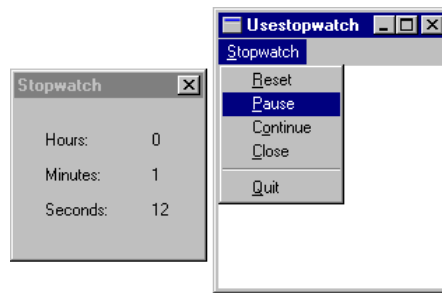 Stopwatch
Hours: 0
Minutes: 1
Seconds: 12
Usestopwatch
Stopwatch
Reset
Pause
Continue
Close
Quit